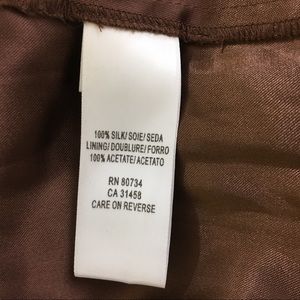 100% SILK/ SOIE/ SEDA
LINING/ DOUBLURE/ FORRO
100% ACETATE/ ACETATO
RN 80734
CA 31458
CARE ON REVERSE